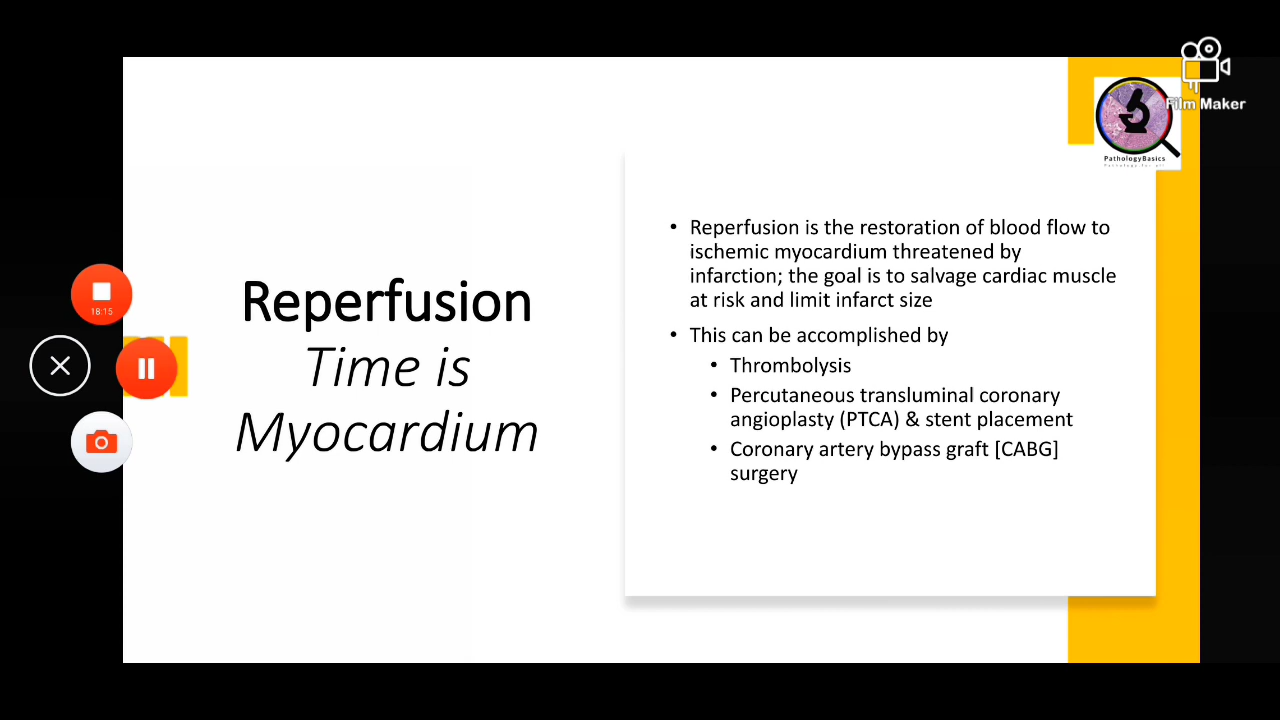 Film Maker
PathologyBasics
18:15
Reperfusion
Time is
Myocardium
• Reperfusion is the restoration of blood flow to
ischemic myocardium threatened by
infarction; the goal is to salvage cardiac muscle
at risk and limit infarct size
• This can be accomplished by
• Thrombolysis
• Percutaneous transluminal coronary
angioplasty (PTCA) & stent placement
• Coronary artery bypass graft [CABG]
surgery